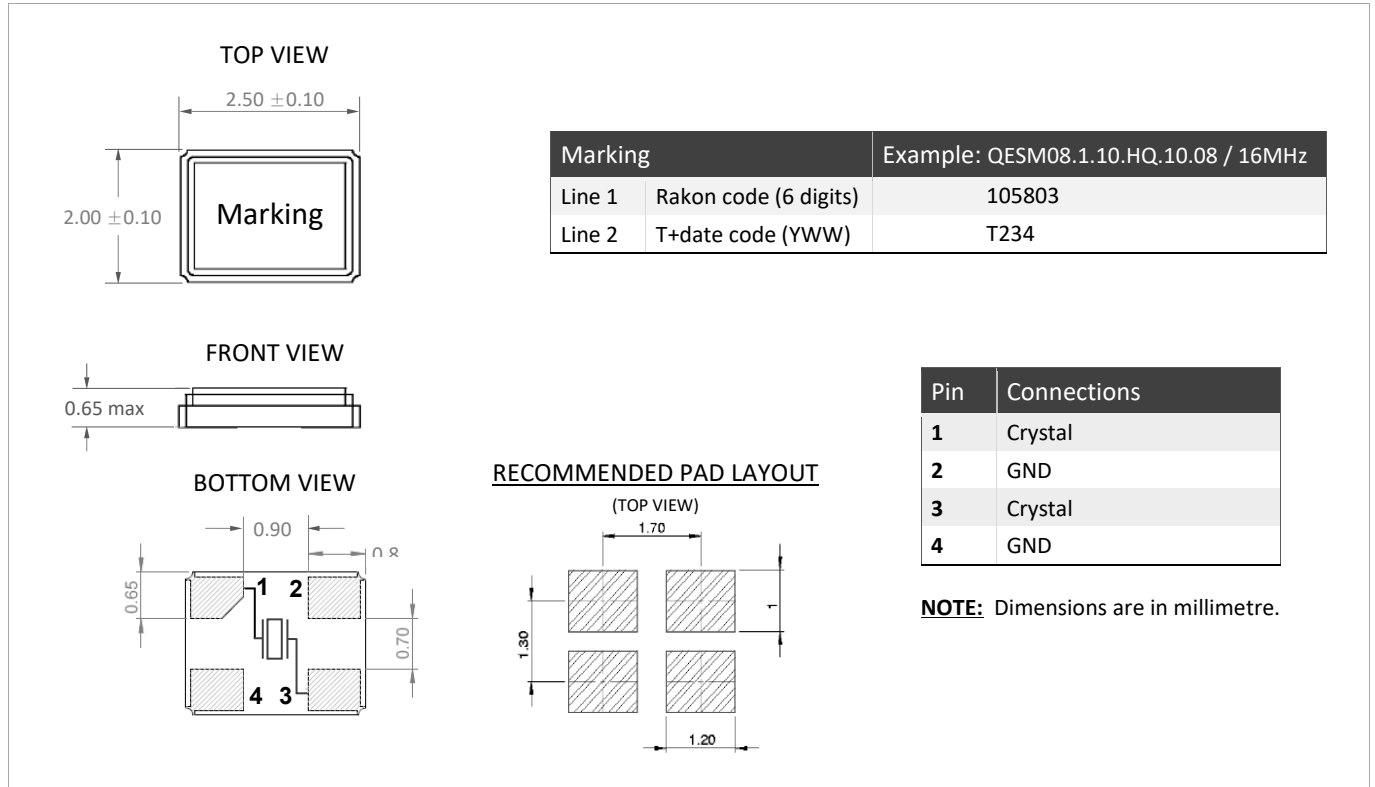 TOP VIEW
2.50 ±0.10
2.00 ±0.10
Marking
Marking Example: QESM08.1.10.HQ.10.08 / 16MHz
Line 1 Rakon code (6 digits) 105803
Line 2 T+date code (YWW) T234
FRONT VIEW
0.65 max
Pin Connections
1 Crystal
2 GND
3 Crystal
4 GND
NOTE: Dimensions are in millimetre.
BOTTOM VIEW
0.90
0.8
0.65
1 2
0.70
4 3
RECOMMENDED PAD LAYOUT
(TOP VIEW)
1.70
1
1.30
1.20